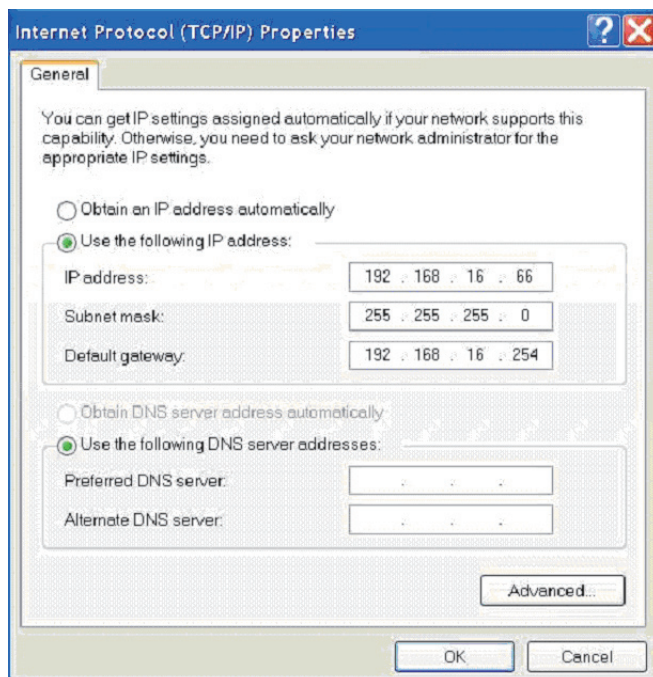 Internet Protocol (TCP/IP) Properties
General
You can get IP settings assigned automatically if your network supports this
capability. Otherwise, you need to ask your network administrator for the
appropriate IP settings.
Obtain an IP address automatically
Use the following IP address:
IP address: 192 . 168 . 16 . 66
Subnet mask: 255 . 255 . 255 . 0
Default gateway: 192 . 168 . 16 . 254
Obtain DNS server address automatically
Use the following DNS server addresses:
Preferred DNS server: . . .
Alternate DNS server: . . .
Advanced...
OK Cancel